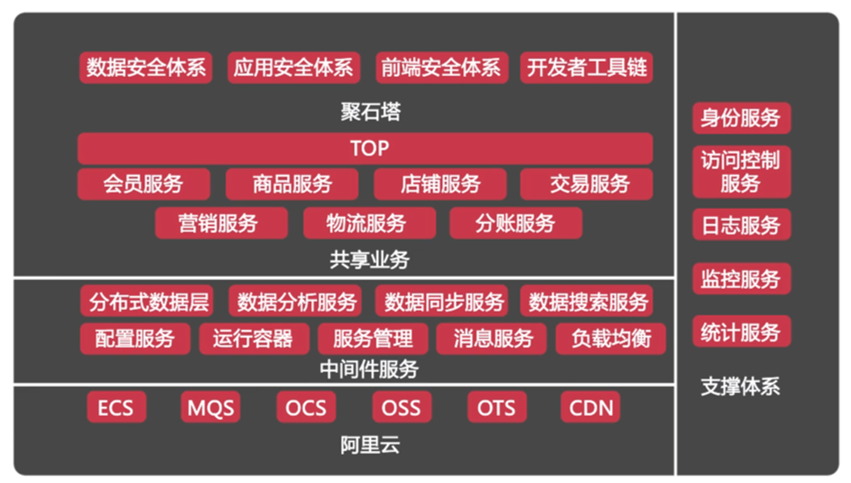 数据安全体系 应用安全体系 前端安全体系 开发者工具链
聚石塔
TOP
会员服务 商品服务 店铺服务 交易服务
营销服务 物流服务 分账服务
共享业务
分布式数据层 数据分析服务 数据同步服务 数据搜索服务
配置服务 运行容器 服务管理 消息服务 负载均衡
中间件服务
ECS MQS OCS OSS OTS CDN
阿里云
身份服务
访问控制
服务
日志服务
监控服务
统计服务
支撑体系